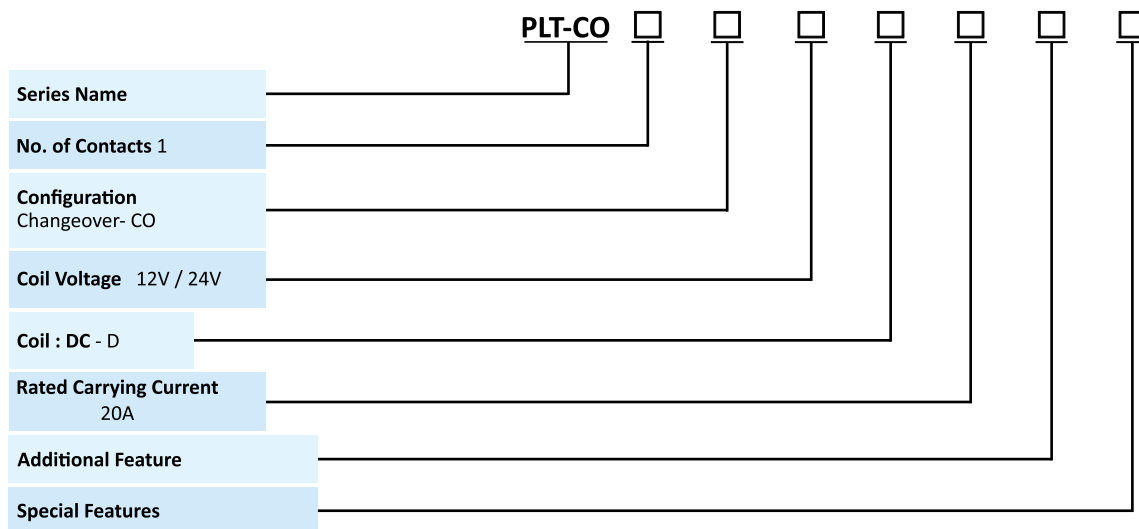 PLT-CO
Series Name
No. of Contacts 1
Configuration
Changeover- CO
Coil Voltage 12V / 24V
Coil : DC - D
Rated Carrying Current
20A
Additional Feature
Special Features